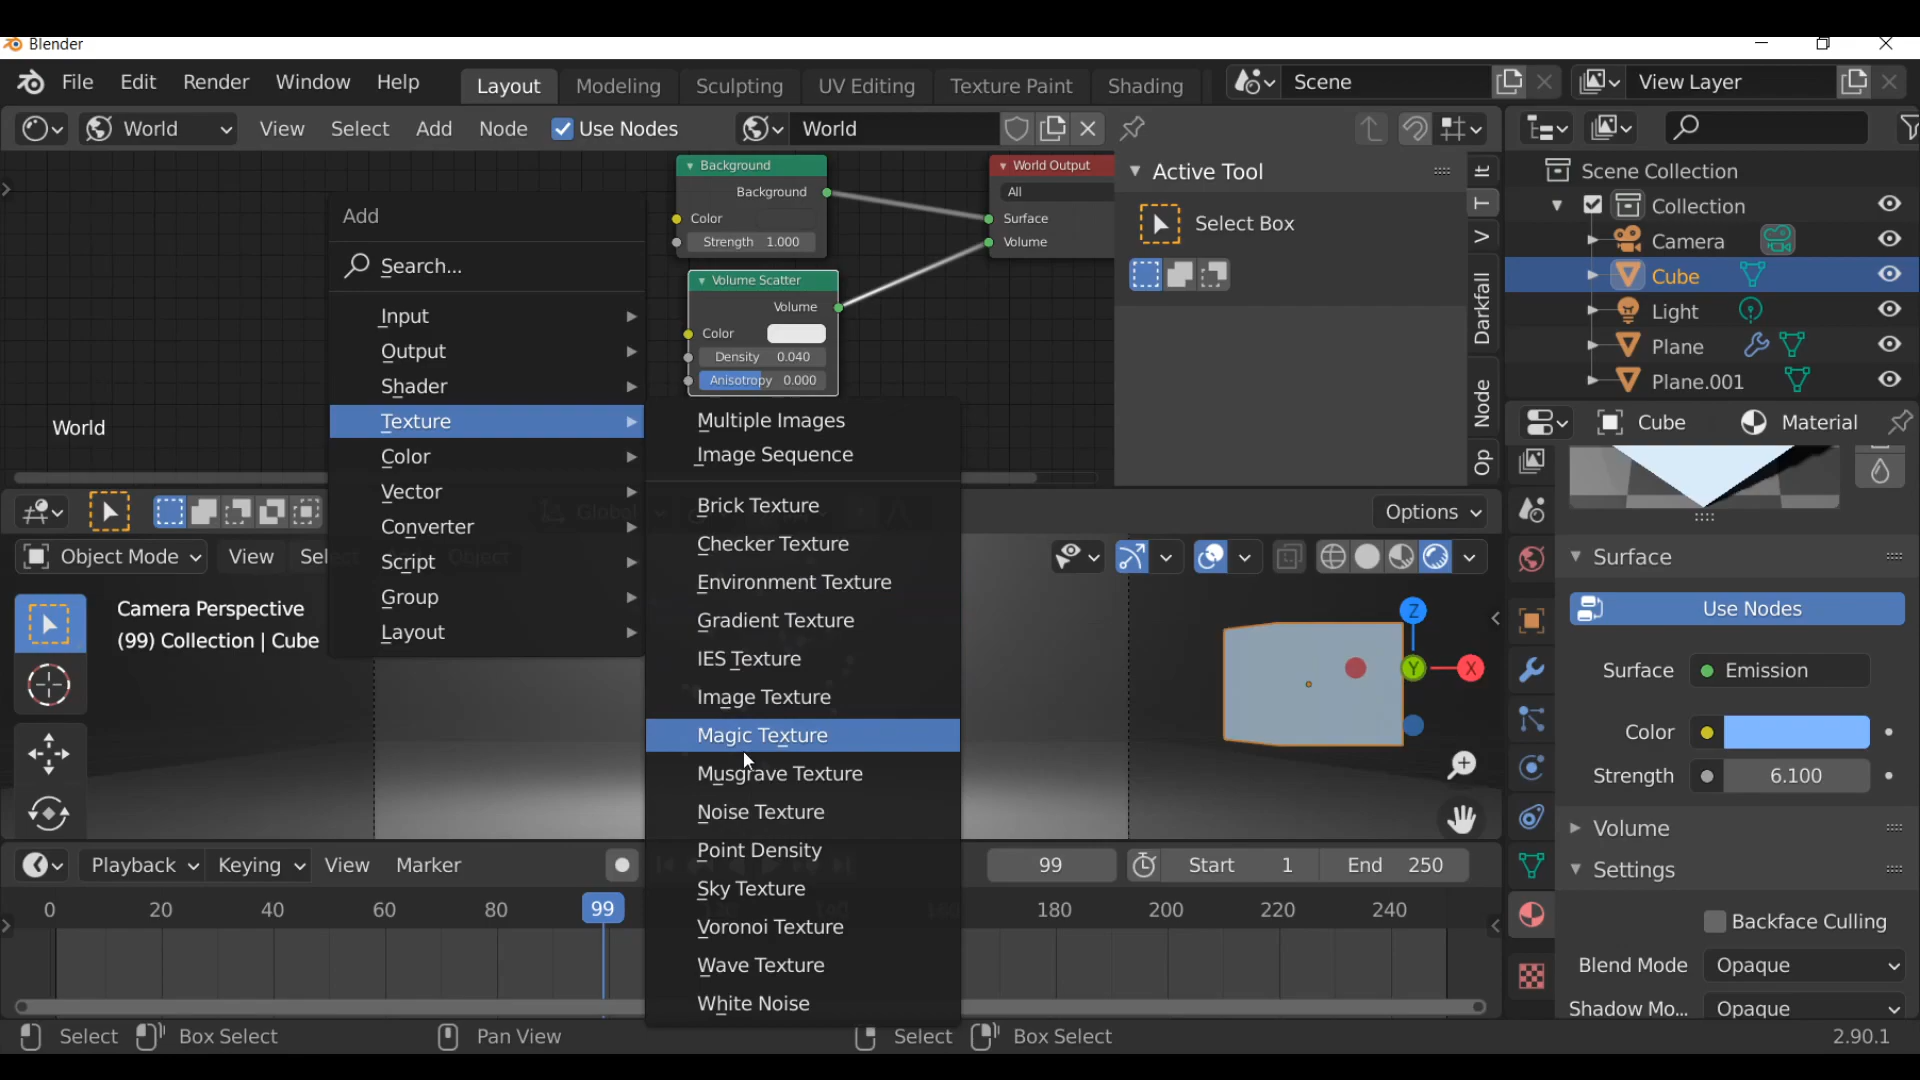 Blender
File Edit Render Window Help Layout Modeling Sculpting UV Editing Texture Paint Shading Scene View Layer
World View Select Add Node Use Nodes World
Background
Background
Color
Strength 1.000
World Output
All
Surface
Volume
Volume Scatter
Volume
Color
Density 0.040
Anisotropy 0.000
World
Add
Search...
Input
Output
Shader
Texture
Color
Vector
Converter
Script
Group
Layout
Multiple Images
Image Sequence
Brick Texture
Checker Texture
Environment Texture
Gradient Texture
IES Texture
Image Texture
Magic Texture
Musgrave Texture
Noise Texture
Point Density
Sky Texture
Voronoi Texture
Wave Texture
White Noise
Active Tool
Select Box
It
T
V
Darkfall
Node
Op
Scene Collection
Collection
Camera
Cube
Light
Plane
Plane.001
Cube Material
Surface
Use Nodes
Surface Emission
Color
Strength 6.100
Volume
Settings
Backface Culling
Blend Mode Opaque
Shadow Mo... Opaque
Global
Options
Object Mode View Sel Object
Camera Perspective
(99) Collection | Cube
Z
Y
X
Playback Keying View Marker 99 Start 1 End 250
0 20 40 60 80 99 180 200 220 240
Select Box Select Pan View Select Box Select 2.90.1